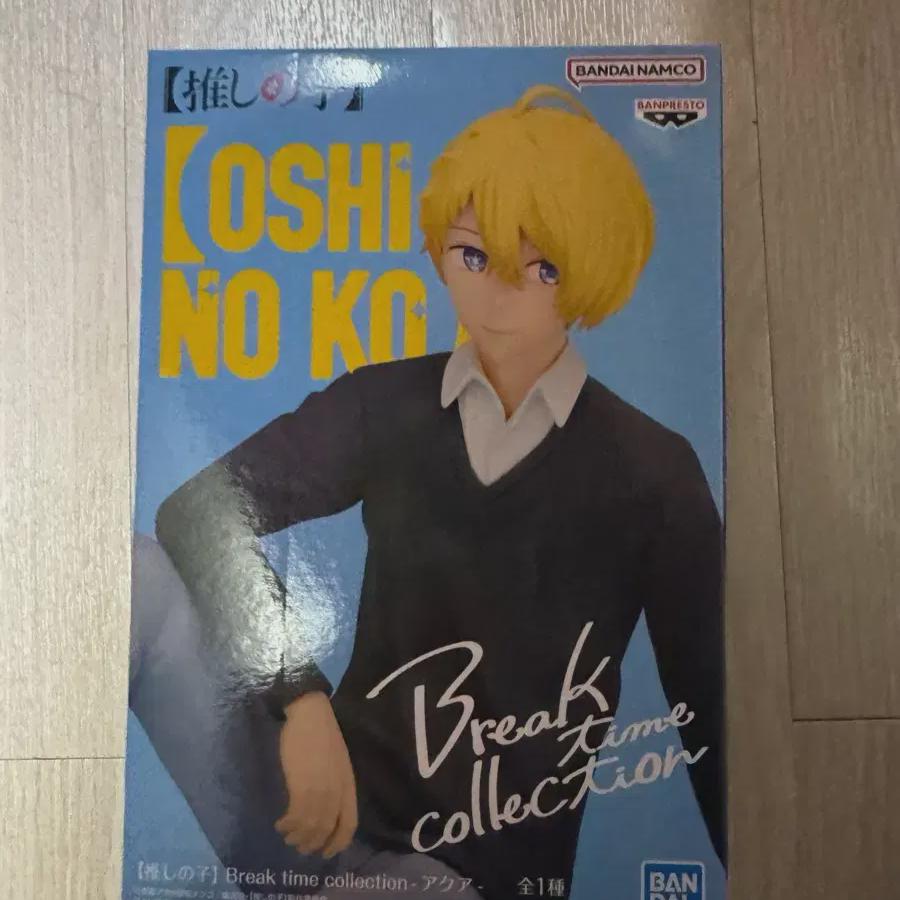 【推しの子】
BANDAI NAMCO
BANPRESTO
【OSHI
NO KO
Break
time
collection
【推しの子】Break time collection-アクア-
全1種
BAN
DAI